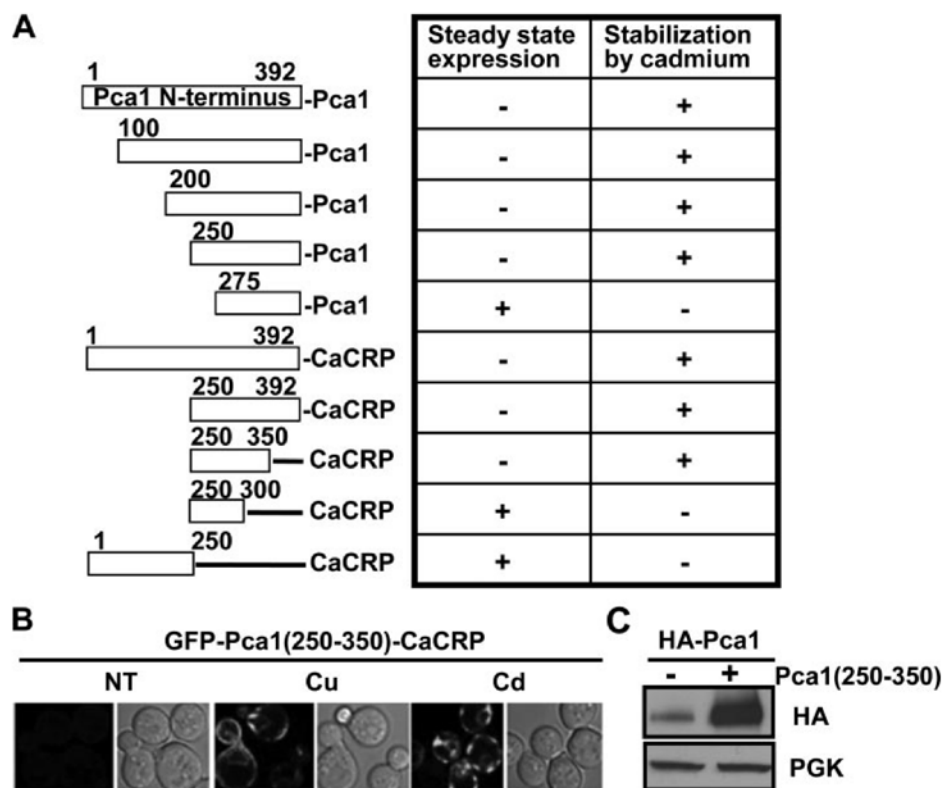 A
Steady state expression
Stabilization by cadmium
1 392
Pca1 N-terminus -Pca1 - +
100
-Pca1 - +
200
-Pca1 - +
250
-Pca1 - +
275
-Pca1 + -
1 392
-CaCRP - +
250 392
-CaCRP - +
250 350
CaCRP - +
250 300
CaCRP + -
1 250
CaCRP + -
B
GFP-Pca1(250-350)-CaCRP
NT Cu Cd
C
HA-Pca1
- + Pca1(250-350)
HA
PGK